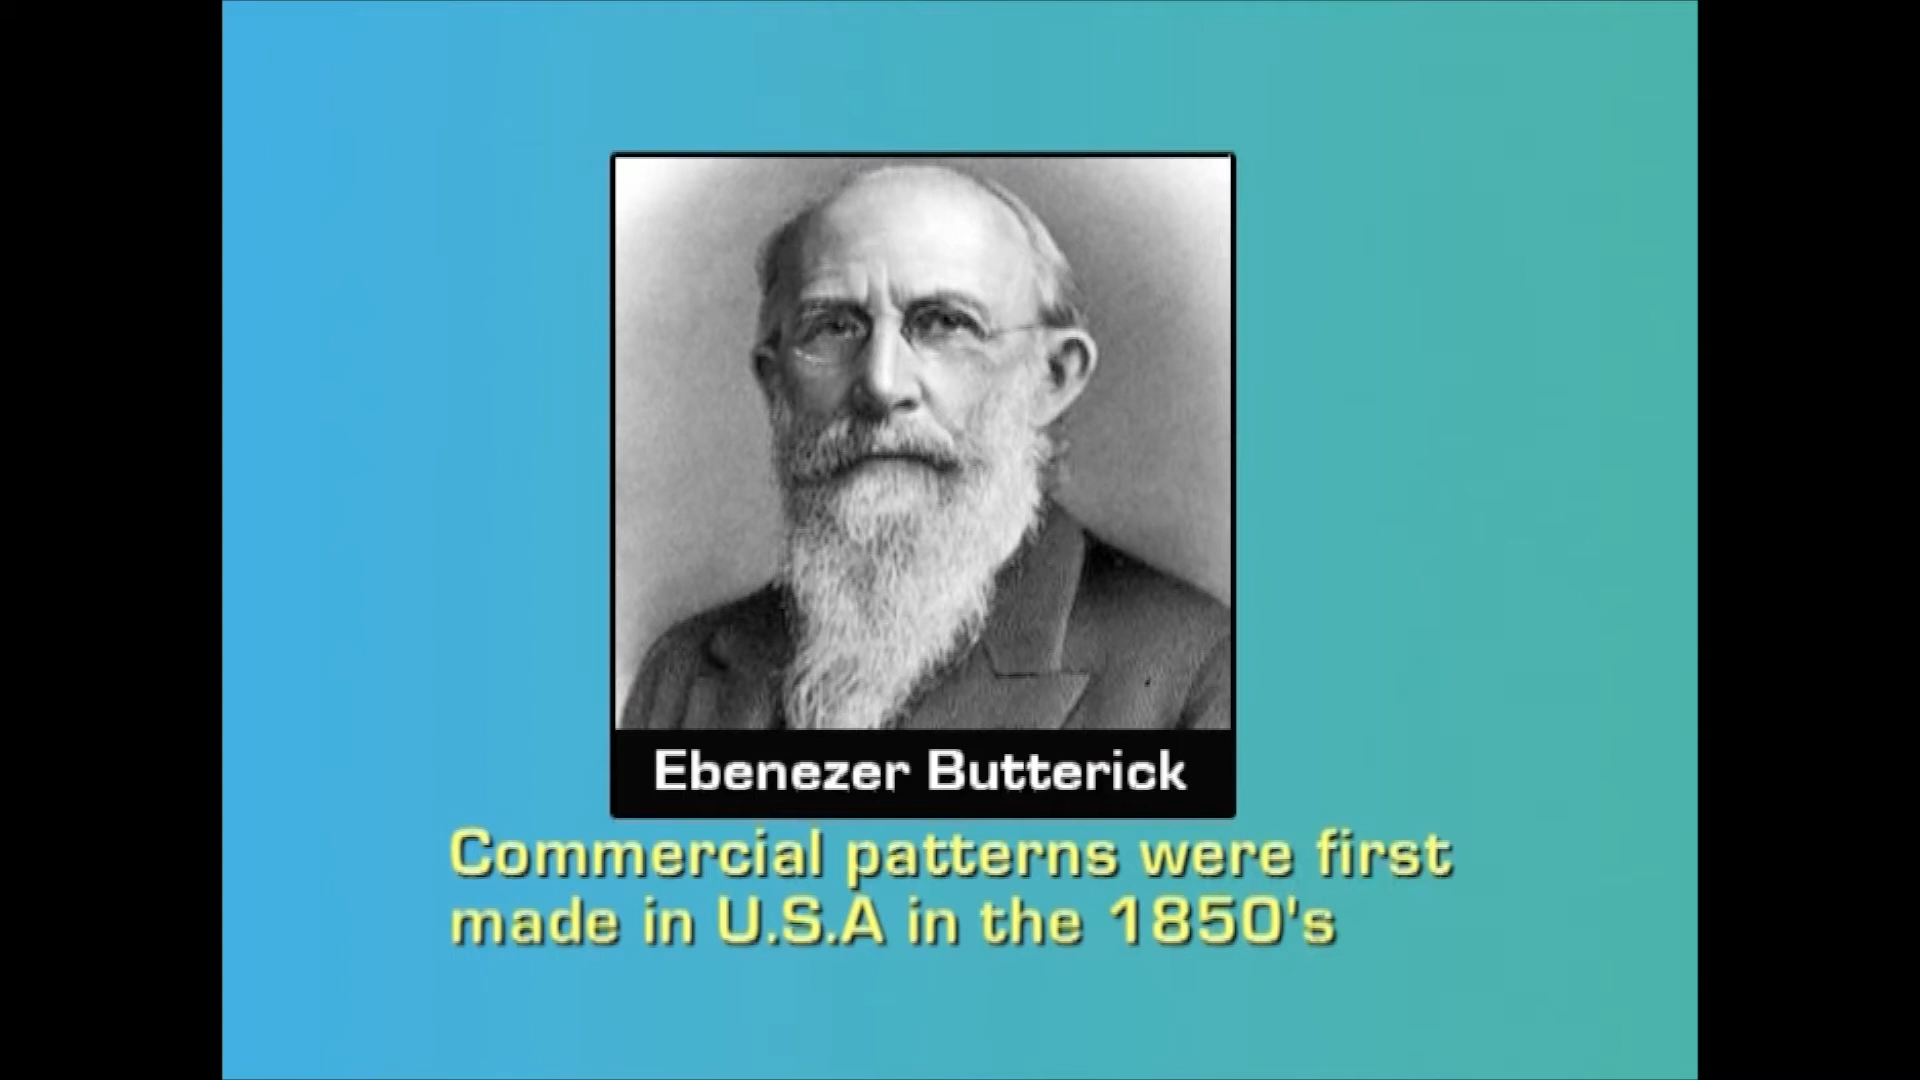 Ebenezer Butterick
Commercial patterns were first
made in U.S.A in the 1850's